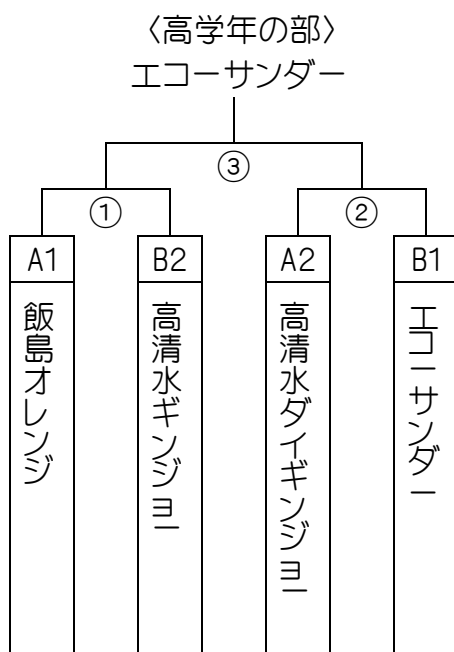 〈高学年の部〉
エコーサンダー
③
①
②
A1
B2
A2
B1
飯島オレンジ
高清水ギンジョー
高清水ダイギンジョー
エコーサンダー